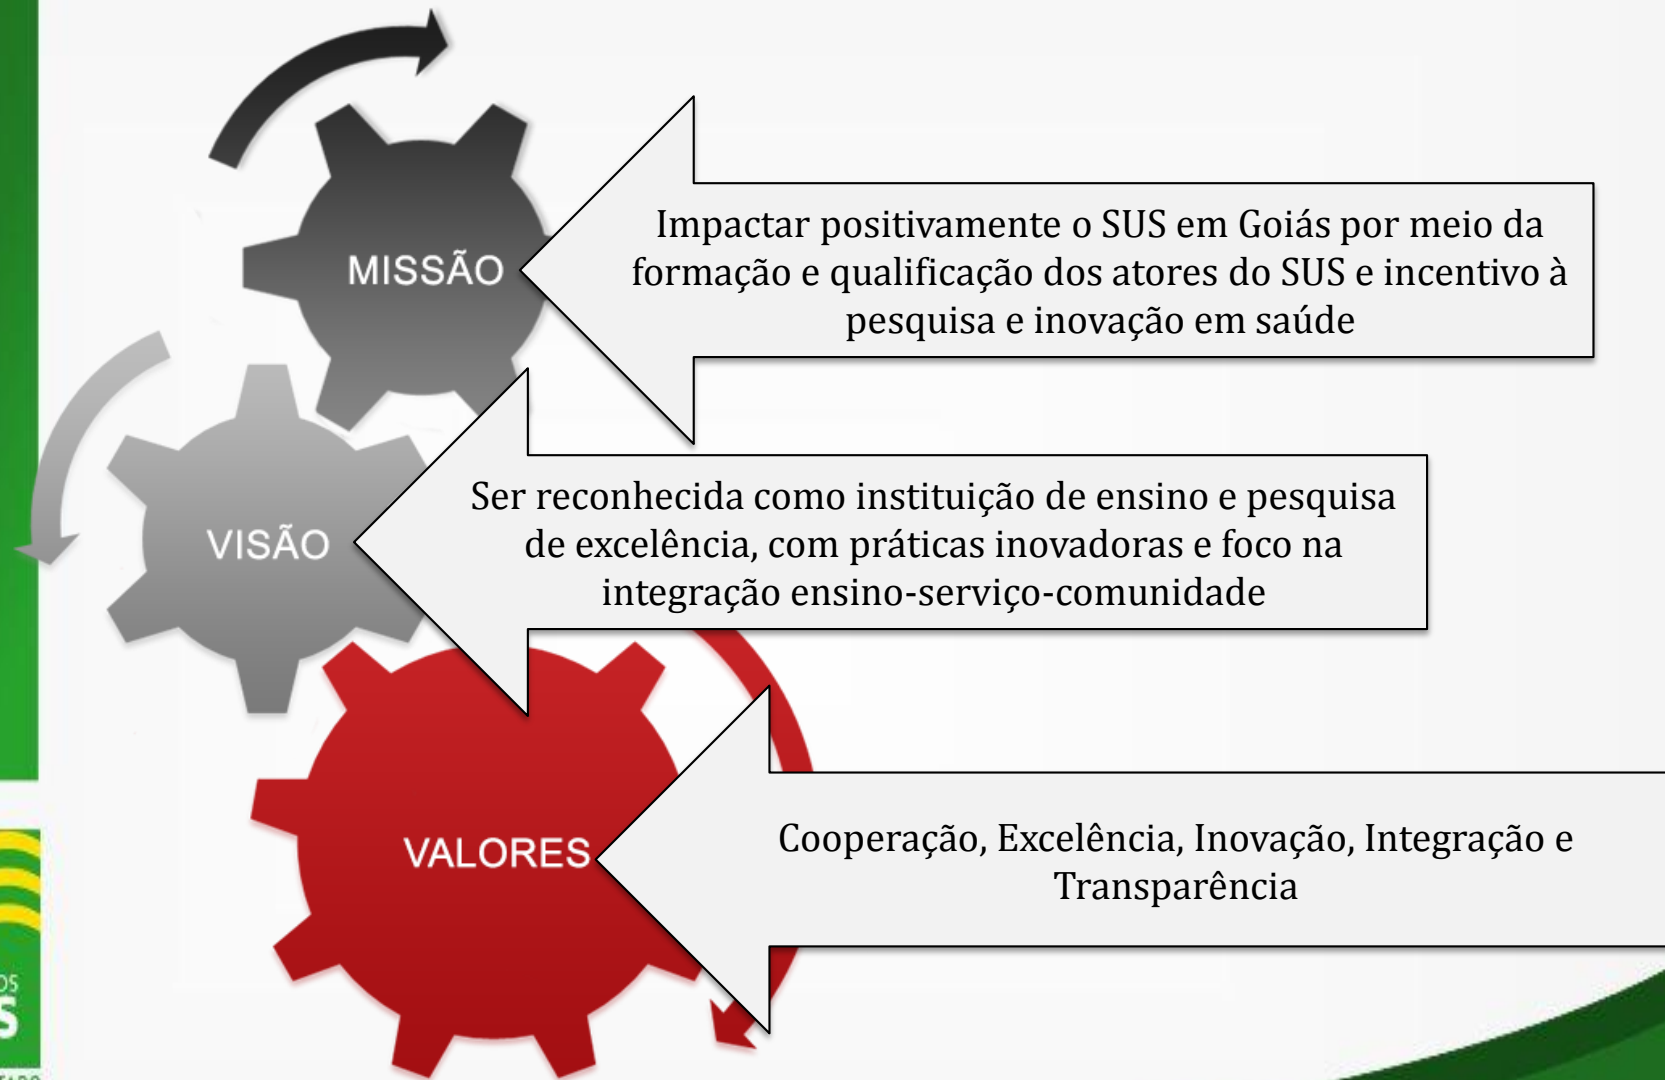 MISSÃO
Impactar positivamente o SUS em Goiás por meio da
formação e qualificação dos atores do SUS e incentivo à
pesquisa e inovação em saúde
VISÃO
Ser reconhecida como instituição de ensino e pesquisa
de excelência, com práticas inovadoras e foco na
integração ensino-serviço-comunidade
VALORES
Cooperação, Excelência, Inovação, Integração e
Transparência